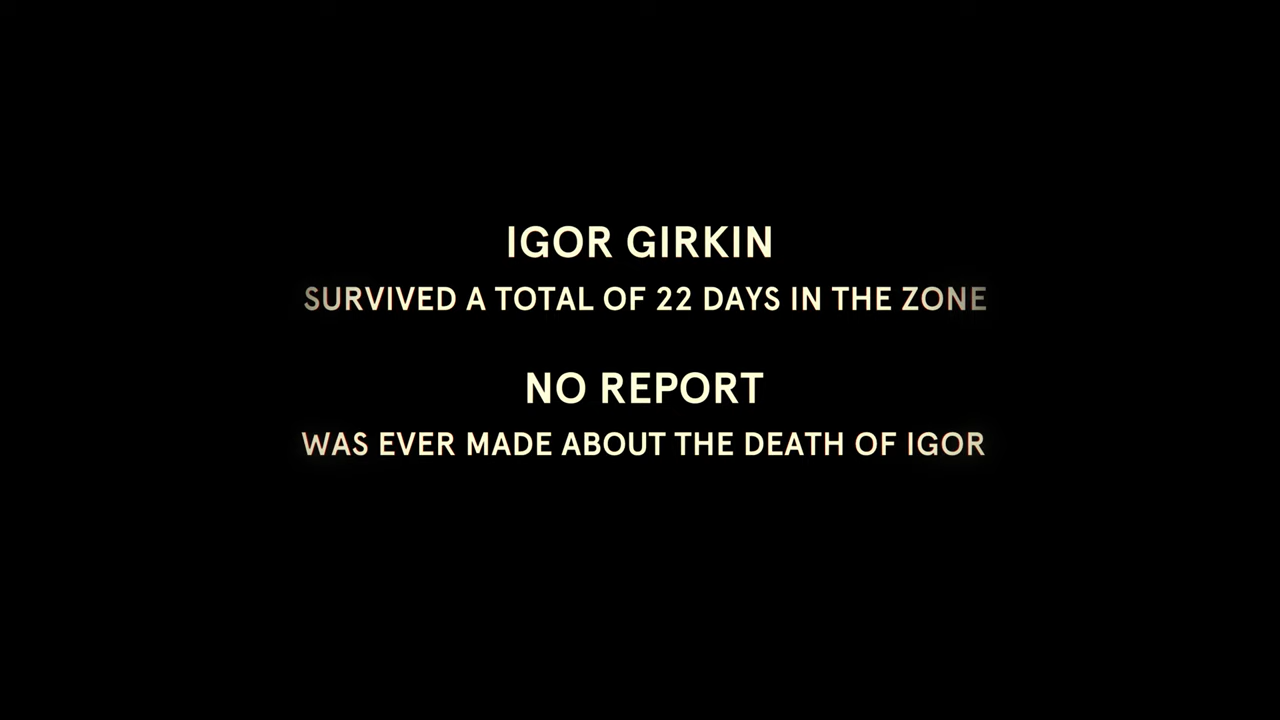 IGOR GIRKIN
SURVIVED A TOTAL OF 22 DAYS IN THE ZONE
NO REPORT
WAS EVER MADE ABOUT THE DEATH OF IGOR